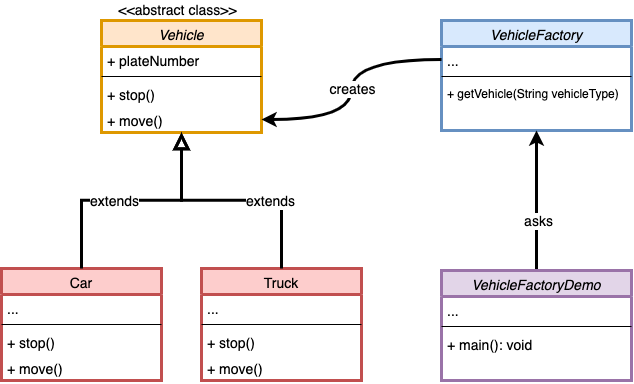 <<abstract class>>
Vehicle
+ plateNumber
+ stop()
+ move()
VehicleFactory
...
+ getVehicle(String vehicleType)
creates
extends
extends
asks
Car
...
+ stop()
+ move()
Truck
...
+ stop()
+ move()
VehicleFactoryDemo
...
+ main(): void